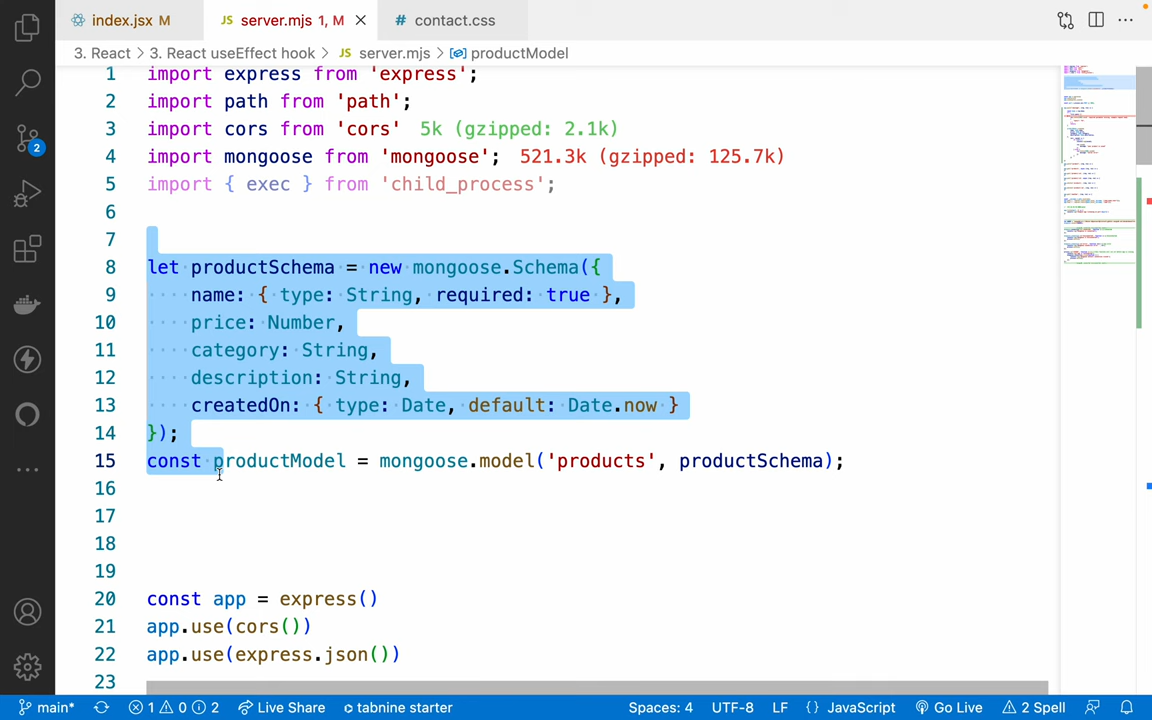 index.jsx M
JS server.mjs 1, M
# contact.css
3. React > 3. React useEffect hook > JS server.mjs > productModel
1 import express from 'express';
2 import path from 'path';
3 import cors from 'cors' 5k (gzipped: 2.1k)
4 import mongoose from 'mongoose'; 521.3k (gzipped: 125.7k)
5 import { exec } from 'child_process';
6
7
8 let productSchema = new mongoose.Schema({
9 name: { type: String, required: true },
10 price: Number,
11 category: String,
12 description: String,
13 createdOn: { type: Date, default: Date.now }
14 });
15 const productModel = mongoose.model('products', productSchema);
16
17
18
19
20 const app = express()
21 app.use(cors())
22 app.use(express.json())
23
2
main* 1 0 2 Live Share tabnine starter Spaces: 4 UTF-8 LF {} JavaScript Go Live 2 Spell